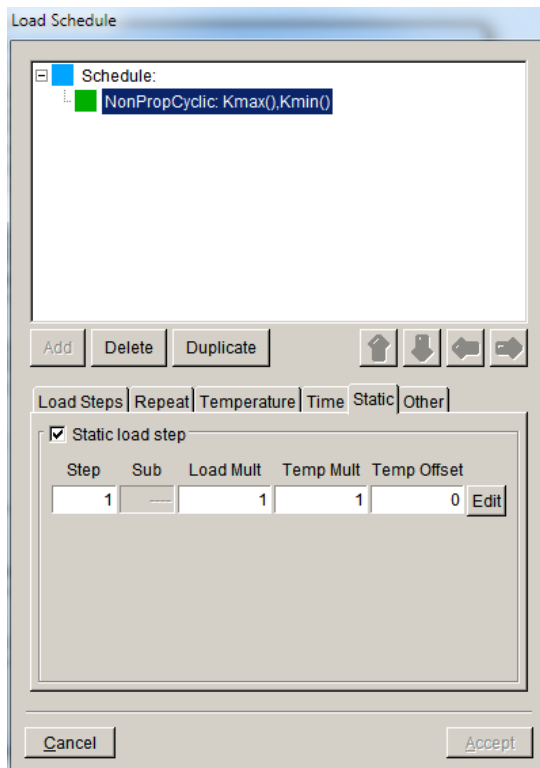 Load Schedule
Schedule:
NonPropCyclic: Kmax(),Kmin()
Add Delete Duplicate
Load Steps Repeat Temperature Time Static Other
Static load step
Step Sub Load Mult Temp Mult Temp Offset
1 ---- 1 1 0 Edit
Cancel Accept